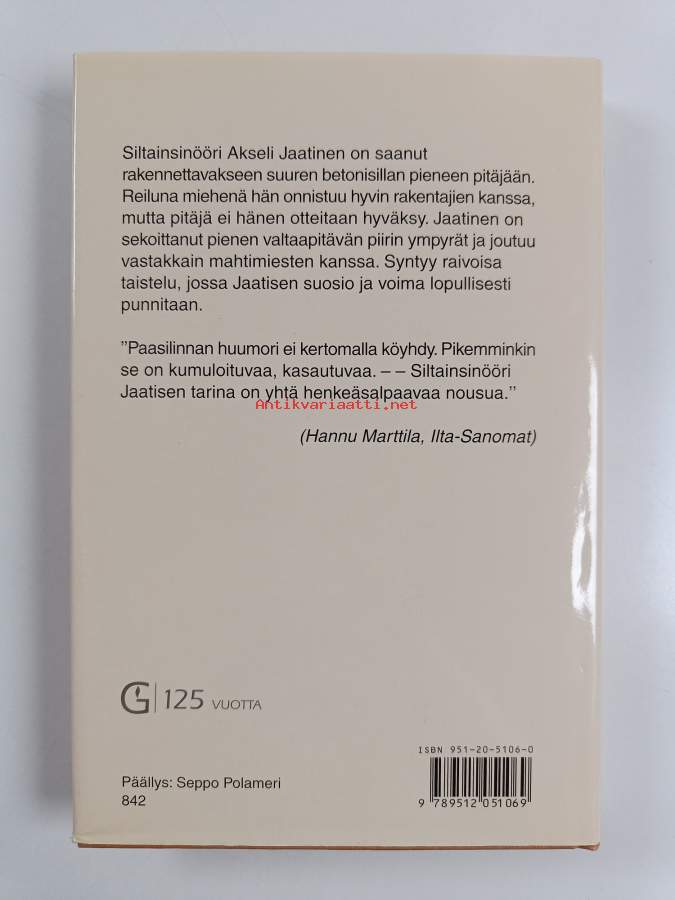 Siltainsinööri Akseli Jaatinen on saanut
rakennettavakseen suuren betonisillan pieneen pitäjään.
Reiluna miehenä hän onnistuu hyvin rakentajien kanssa,
mutta pitäjä ei hänen otteitaan hyväksy. Jaatinen on
sekoittanut pienen valtaapitävän piirin ympyrät ja joutuu
vastakkain mahtimiesten kanssa. Syntyy raivoisa
taistelu, jossa Jaatisen suosio ja voima lopullisesti
punnitaan.
”Paasilinnan huumori ei kertomalla köyhdy. Pikemminkin
se on kumuloituvaa, kasautuvaa. – – Siltainsinööri
Jaatisen tarina on yhtä henkeäsalpaavaa nousua.”
Antikvariaatti.net
(Hannu Marttila, Ilta-Sanomat)
G 125 VUOTTA
ISBN 951-20-5106-0
9 789512 051069
Päällys: Seppo Polameri
842